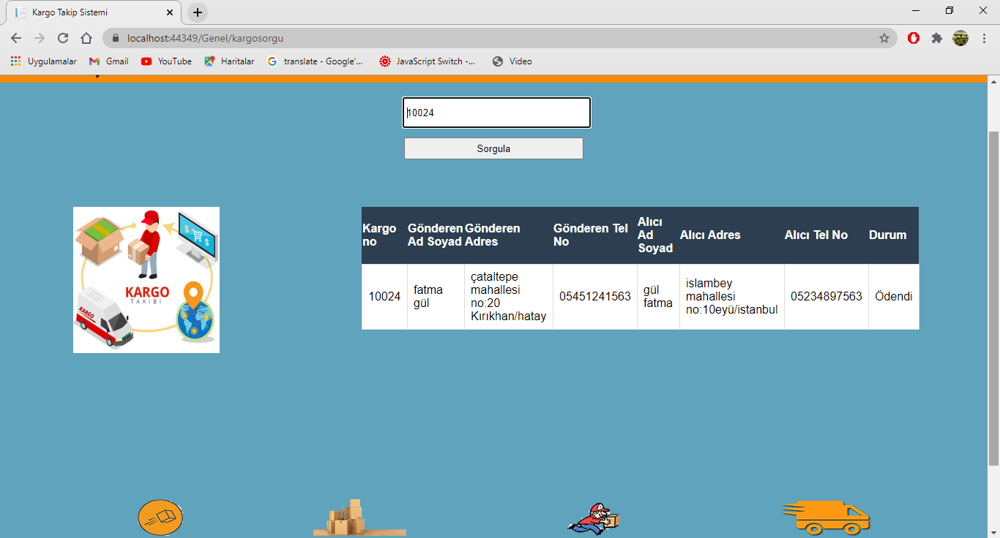 Kargo Takip Sistemi
localhost:44349/Genel/kargosorgu
Uygulamalar
Gmail
YouTube
Haritalar
translate - Google'...
JavaScript Switch -...
Video
10024
Sorgula
KARGO
TAKİBİ
KARGO
Kargo no
Gönderen Ad Soyad
Gönderen Adres
Gönderen Tel No
Alıcı Ad Soyad
Alıcı Adres
Alıcı Tel No
Durum
10024
fatma gül
çataltepe mahallesi no:20 Kırıkhan/hatay
05451241563
gül fatma
islambey mahallesi no:10eyü/istanbul
05234897563
Ödendi